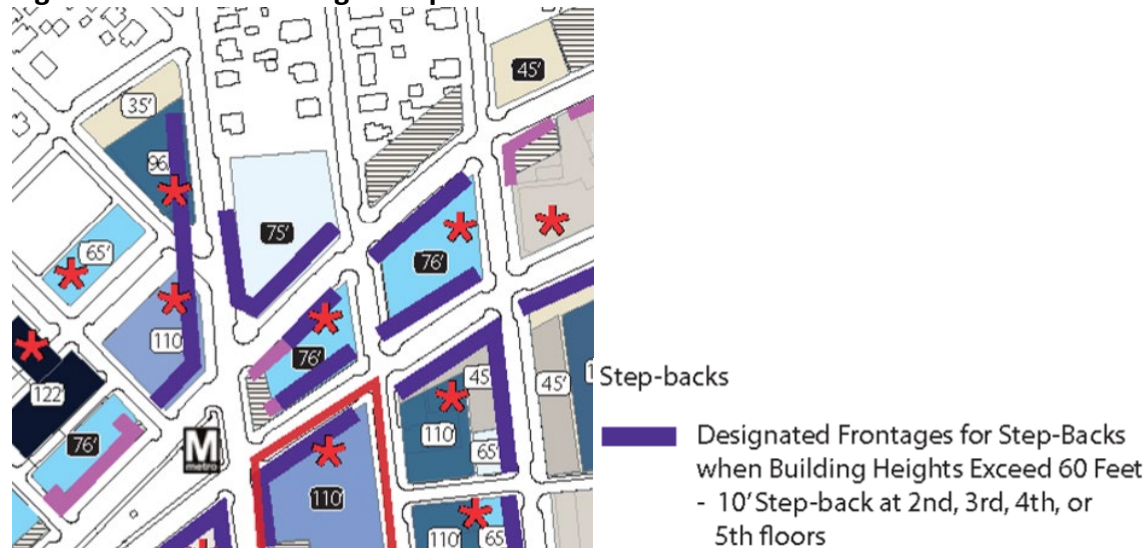 35'
45'
96
65'
75'
76'
110
76'
122
45
45'
76'
110
65'
M
metro
110
110
65
Step-backs
Designated Frontages for Step-Backs
when Building Heights Exceed 60 Feet
- 10' Step-back at 2nd, 3rd, 4th, or
5th floors